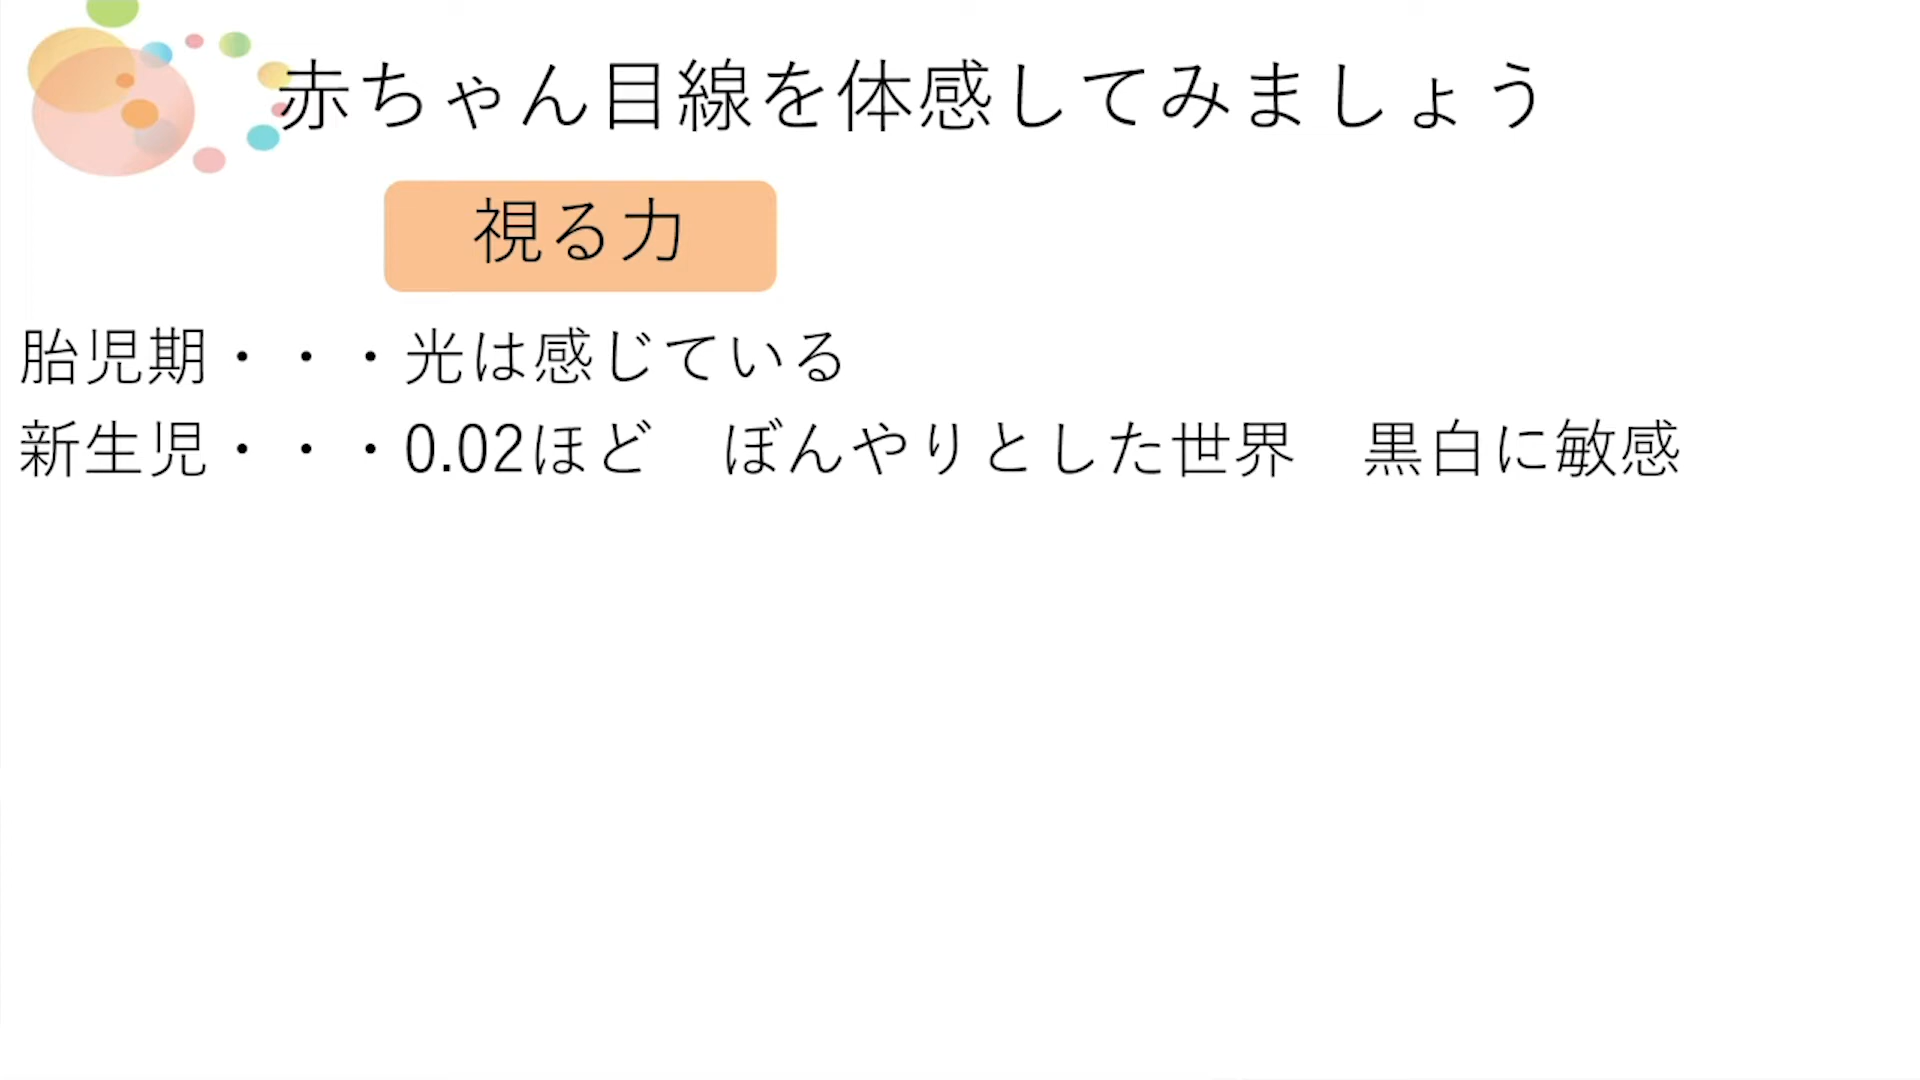 赤ちゃん目線を体感してみましょう
視る力
胎児期・・・光は感じている
新生児・・・0.02ほど　ぼんやりとした世界　黒白に敏感